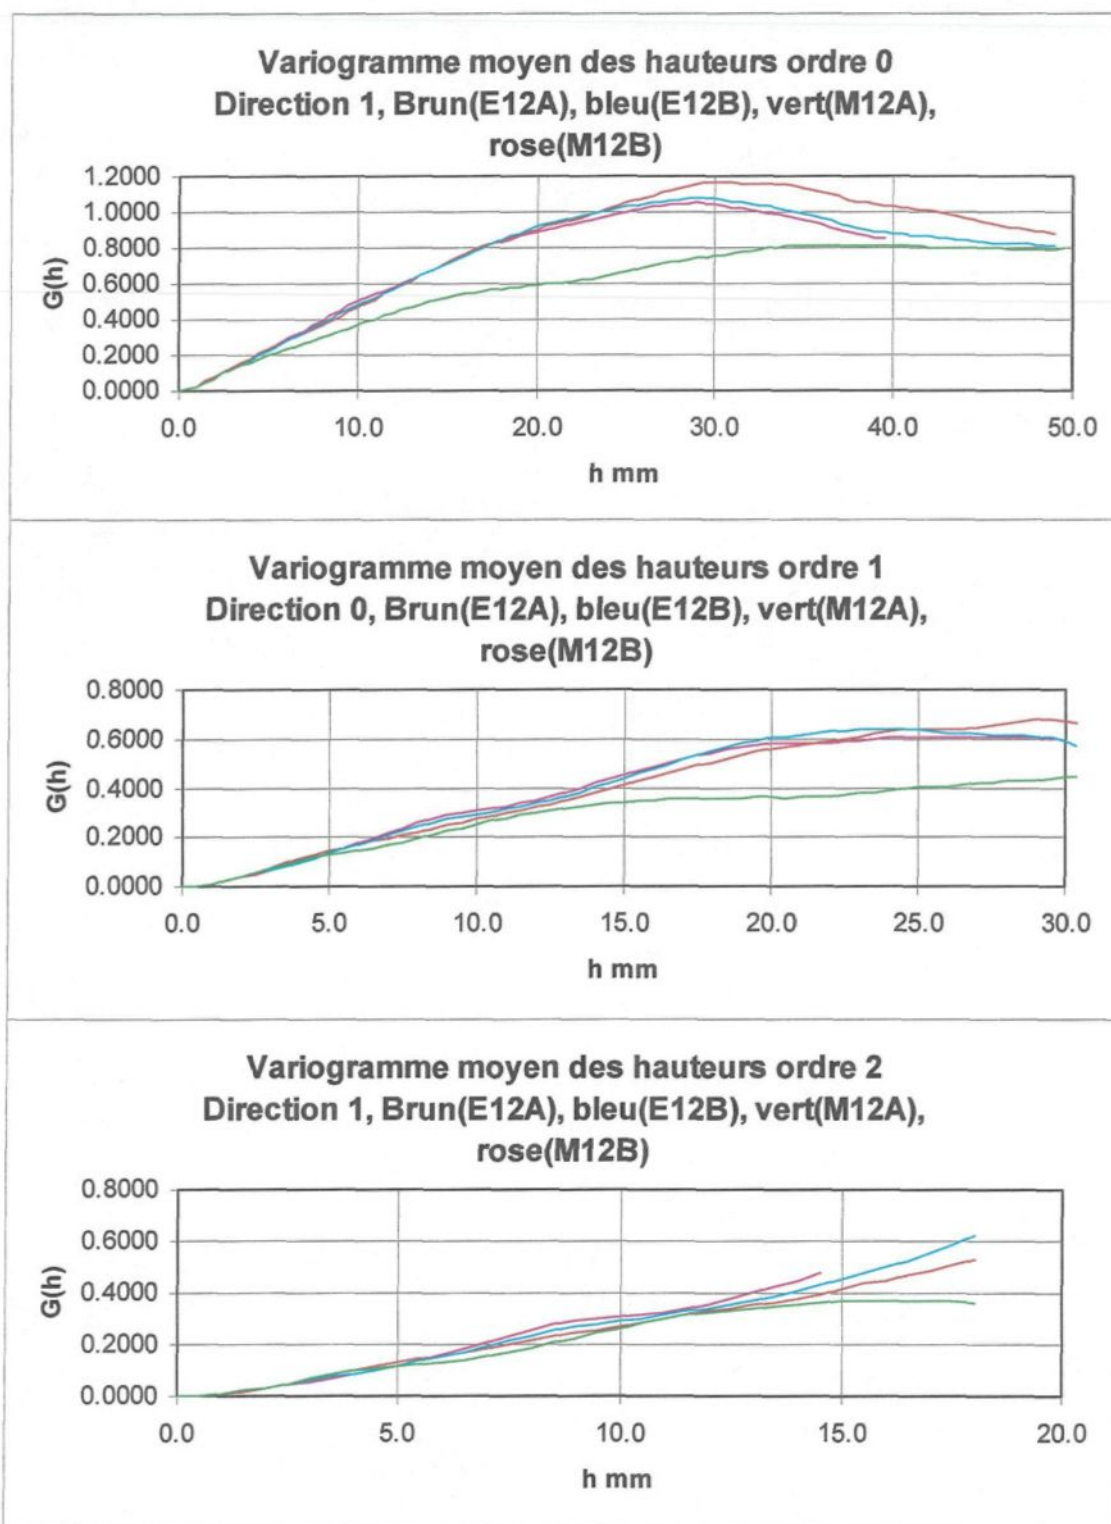 Variogramme moyen des hauteurs ordre 0
Direction 1, Brun(E12A), bleu(E12B), vert(M12A),
rose(M12B)
1.2000
1.0000
0.8000
0.6000
0.4000
0.2000
0.0000
G(h)
0.0 10.0 20.0 30.0 40.0 50.0
h mm
Variogramme moyen des hauteurs ordre 1
Direction 0, Brun(E12A), bleu(E12B), vert(M12A),
rose(M12B)
0.8000
0.6000
0.4000
0.2000
0.0000
G(h)
0.0 5.0 10.0 15.0 20.0 25.0 30.0
h mm
Variogramme moyen des hauteurs ordre 2
Direction 1, Brun(E12A), bleu(E12B), vert(M12A),
rose(M12B)
0.8000
0.6000
0.4000
0.2000
0.0000
G(h)
0.0 5.0 10.0 15.0 20.0
h mm